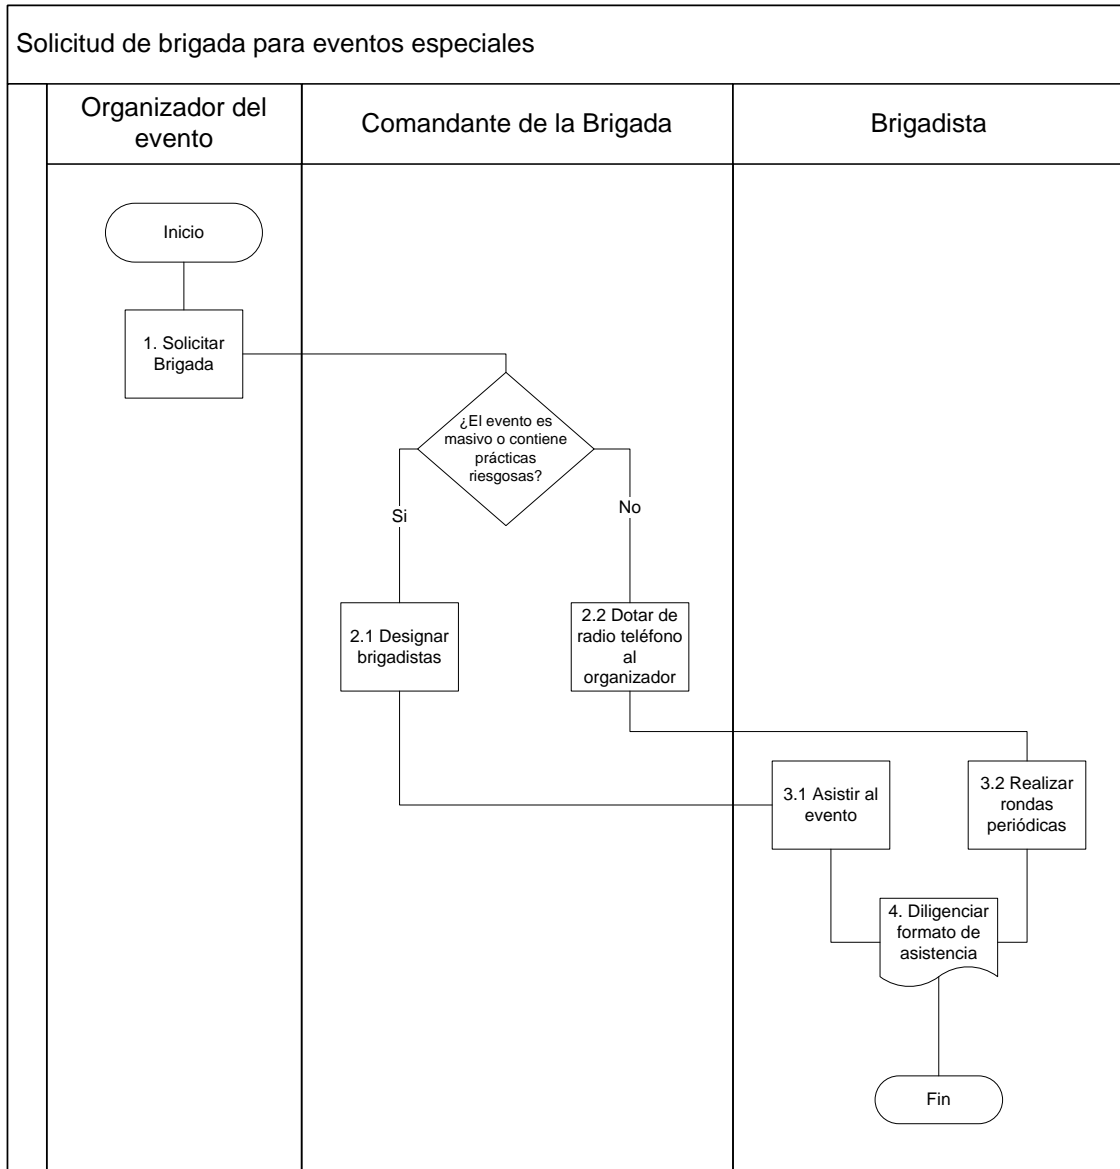 Solicitud de brigada para eventos especiales
Organizador del
evento
Comandante de la Brigada
Brigadista
Inicio
1. Solicitar
Brigada
¿El evento es
masivo o contiene
prácticas
riesgosas?
Si
No
2.1 Designar
brigadistas
2.2 Dotar de
radio teléfono
al
organizador
3.1 Asistir al
evento
3.2 Realizar
rondas
periódicas
4. Diligenciar
formato de
asistencia
Fin